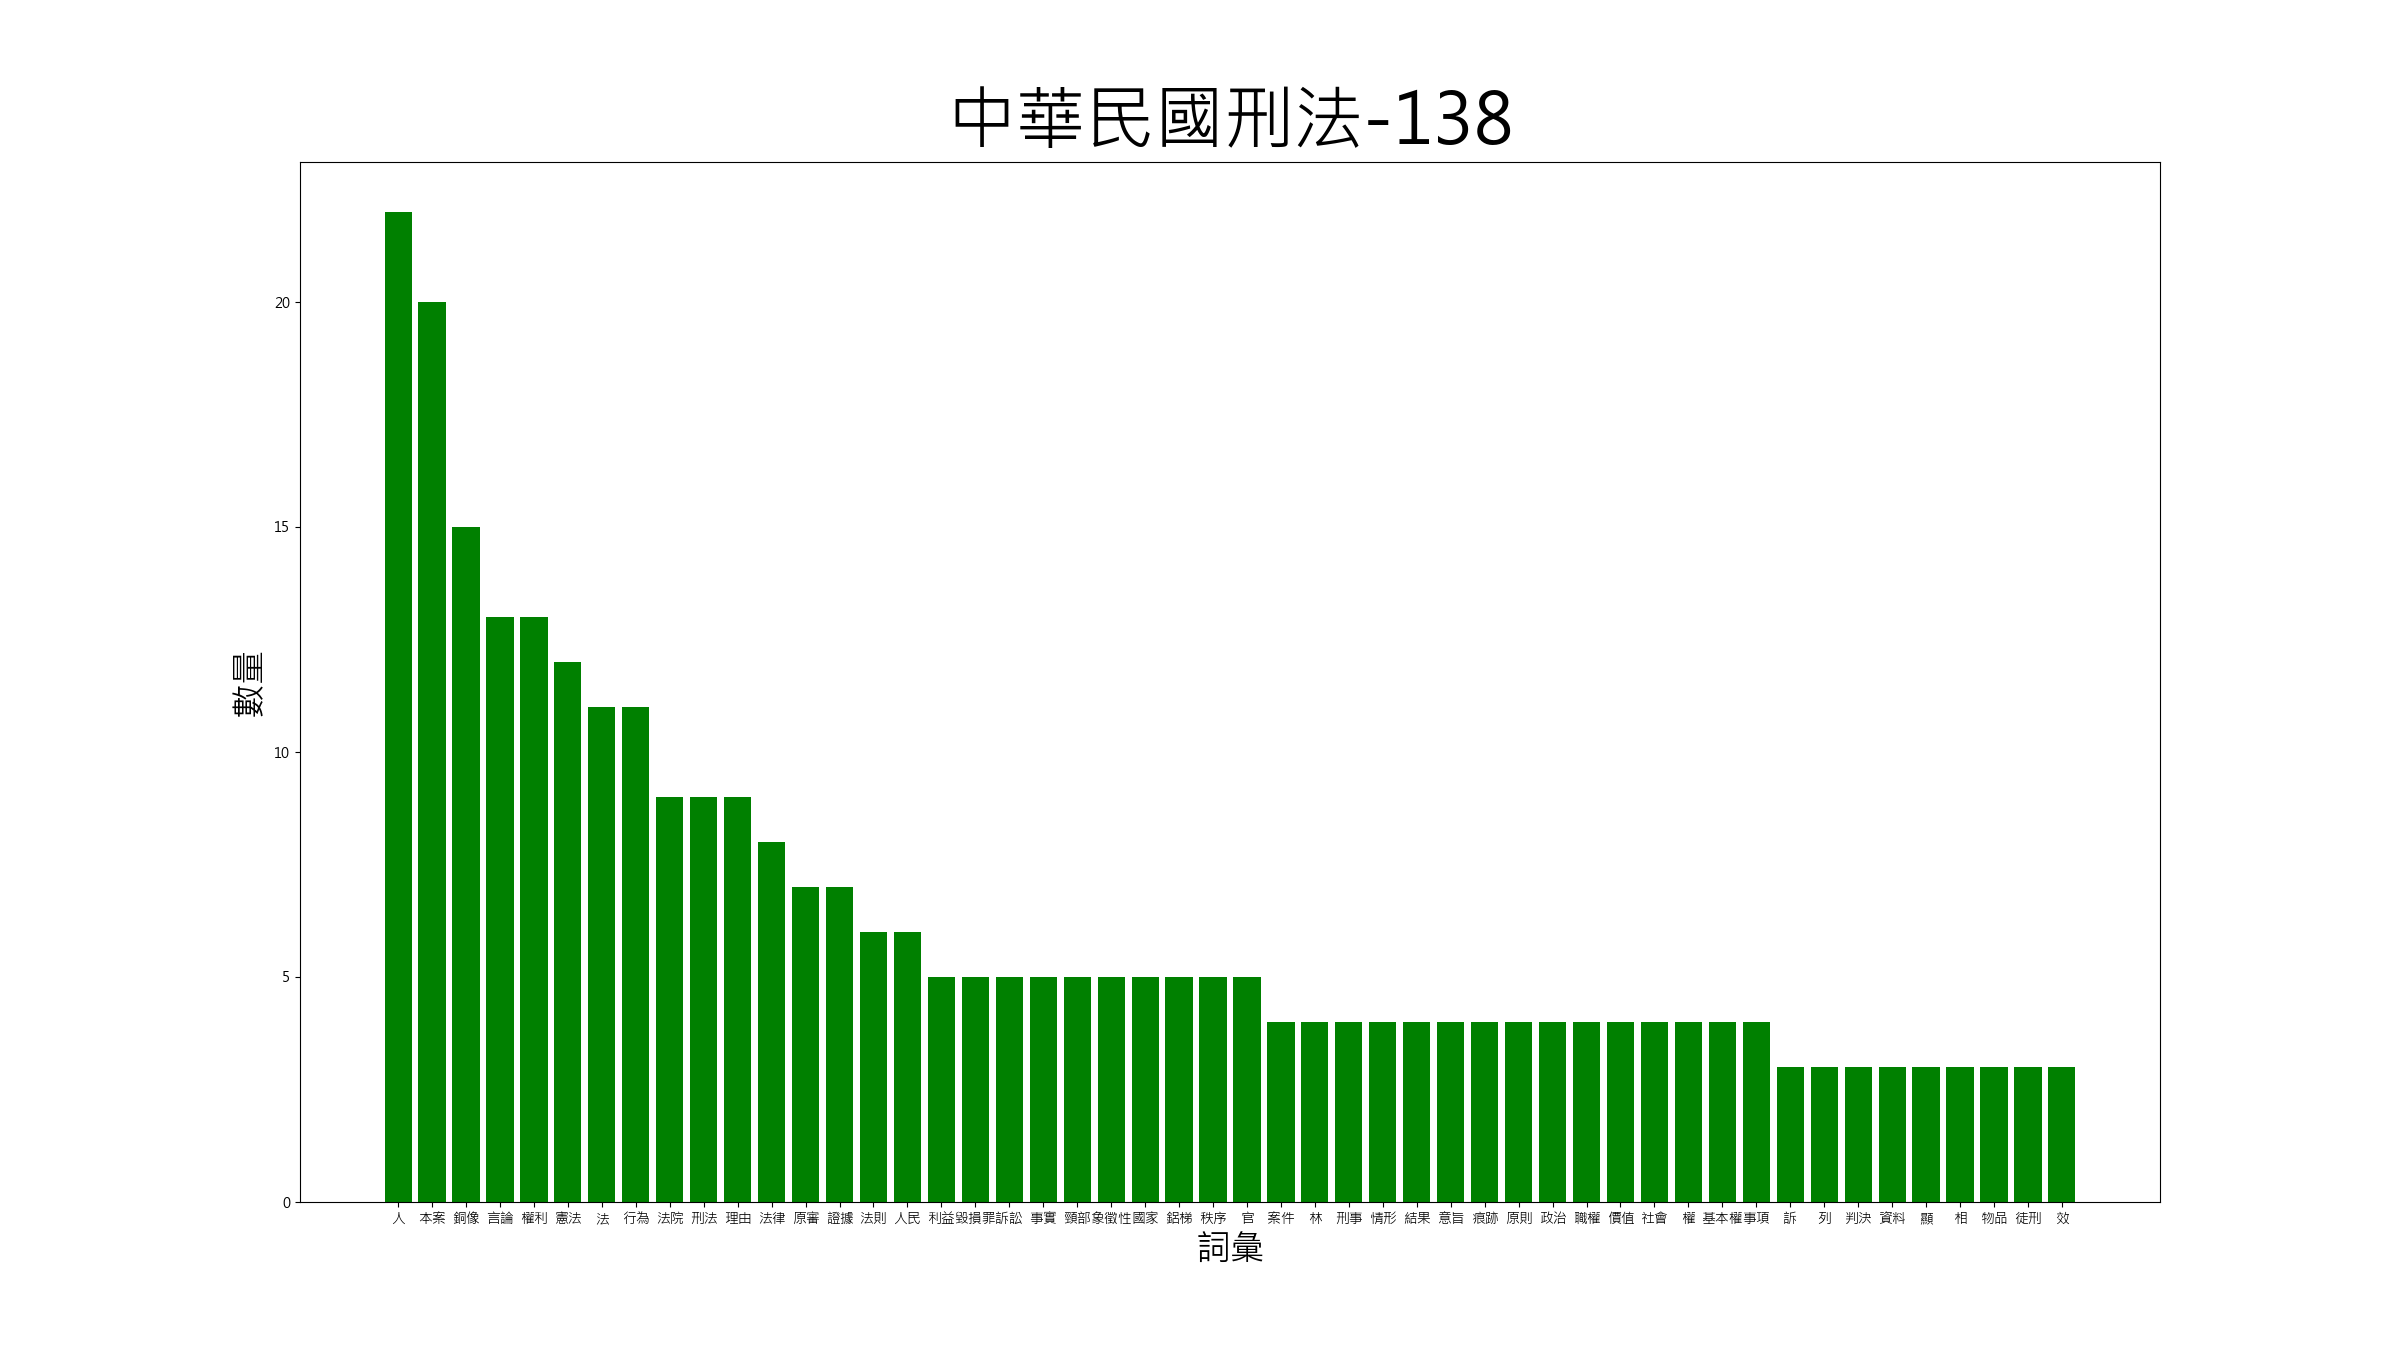 中華民國刑法-138
數量
20
15
10
5
0
人 本案 銅像 言論 權利 憲法 法 行為 法院 刑法 理由 法律 原審 證據 法則 人民 利益 毀損罪 訴訟 事實 頸部 象徵性 國家 鋁梯 秩序 官 案件 林 刑事 情形 結果 意旨 痕跡 原則 政治 職權 價值 社會 權 基本權 事項 訴 列 判決 資料 顯 相 物品 徒刑 效
詞彙